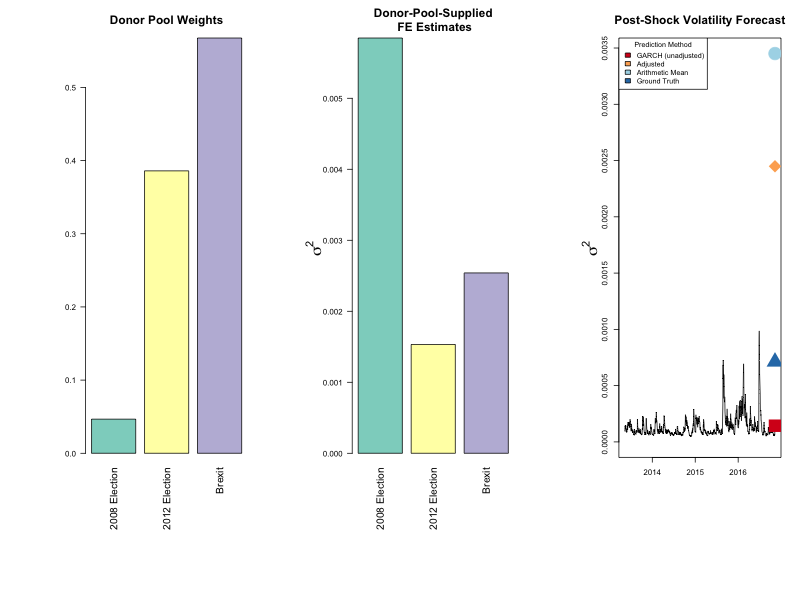 Donor Pool Weights
0.5
0.4
0.3
0.2
0.1
0.0
2008 Election
2012 Election
Brexit
Donor-Pool-Supplied
FE Estimates
σ2
0.005
0.004
0.003
0.002
0.001
0.000
2008 Election
2012 Election
Brexit
Post-Shock Volatility Forecast
σ2
0.0035
0.0030
0.0025
0.0020
0.0015
0.0010
0.0005
0.0000
Prediction Method
GARCH (unadjusted)
Adjusted
Arithmetic Mean
Ground Truth
2014
2015
2016